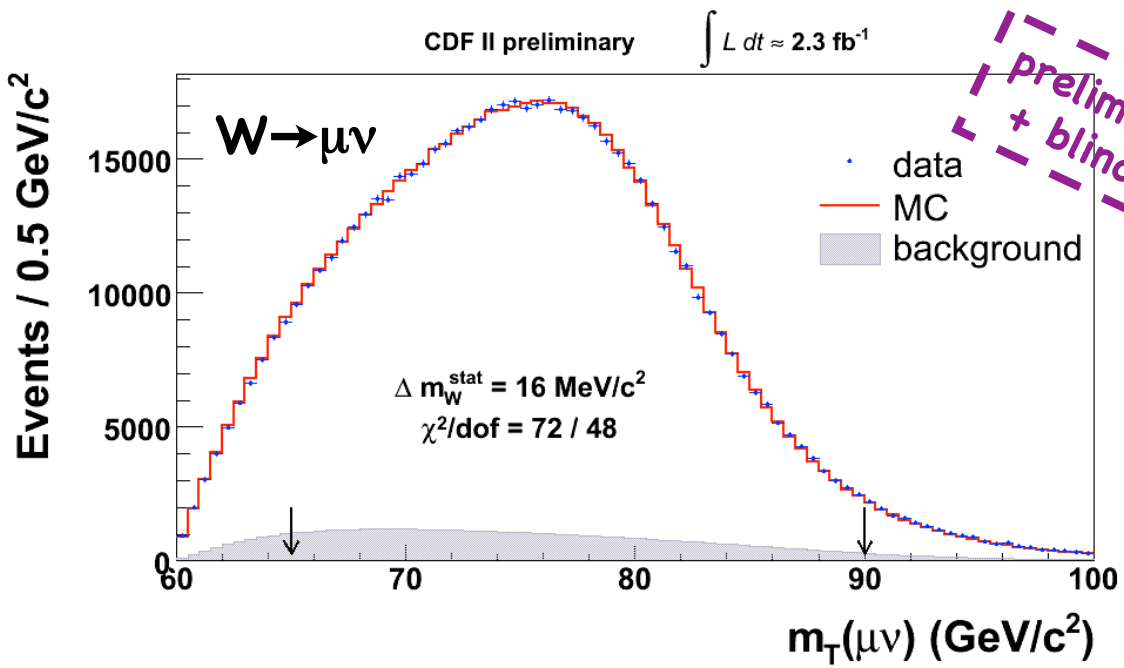 CDF II preliminary ∫ L dt ≈ 2.3 fb⁻¹
W→μν
data
MC
background
Δ m_W^stat = 16 MeV/c²
χ²/dof = 72 / 48
Events / 0.5 GeV/c²
15000
10000
5000
0
60 70 80 90 100
m_T(μν) (GeV/c²)
+